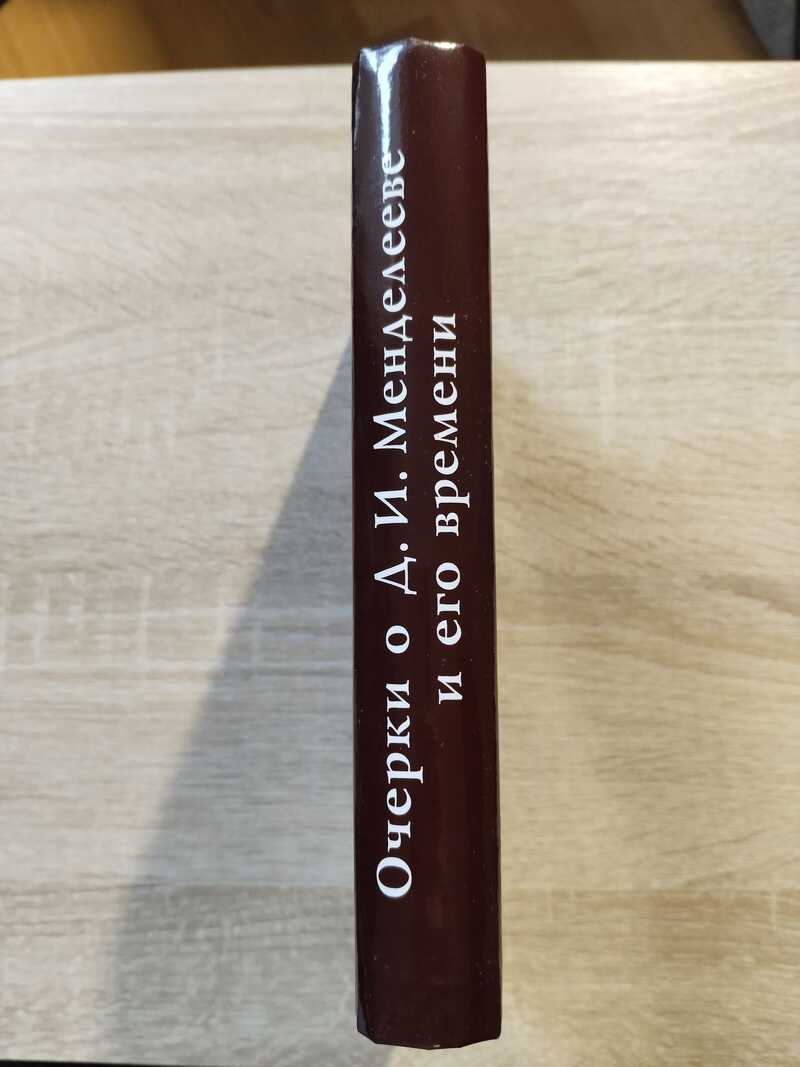 Очерки о Д. И. Менделееве
и его времени